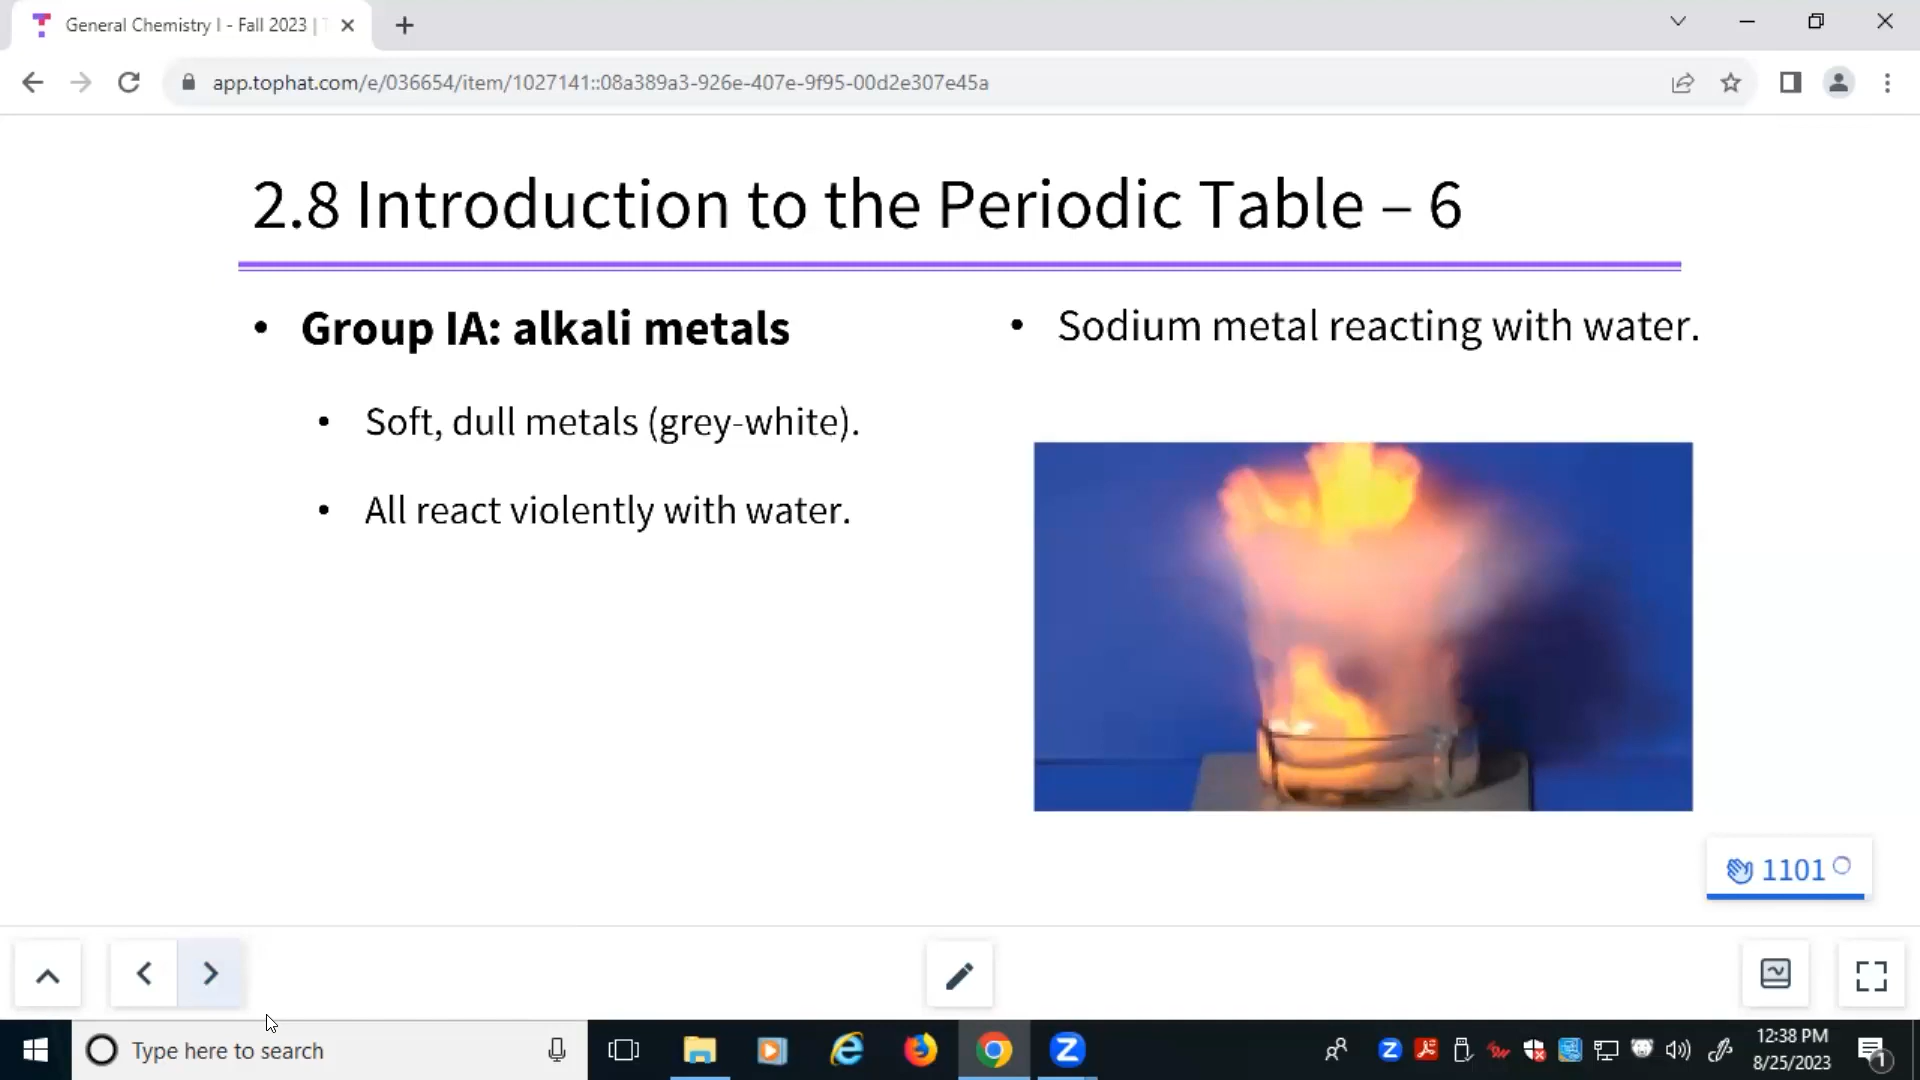 General Chemistry I - Fall 2023 |
app.tophat.com/e/036654/item/1027141::08a389a3-926e-407e-9f95-00d2e307e45a
2.8 Introduction to the Periodic Table – 6
• Group IA: alkali metals
• Soft, dull metals (grey-white).
• All react violently with water.
• Sodium metal reacting with water.
1101
Type here to search
12:38 PM
8/25/2023
1